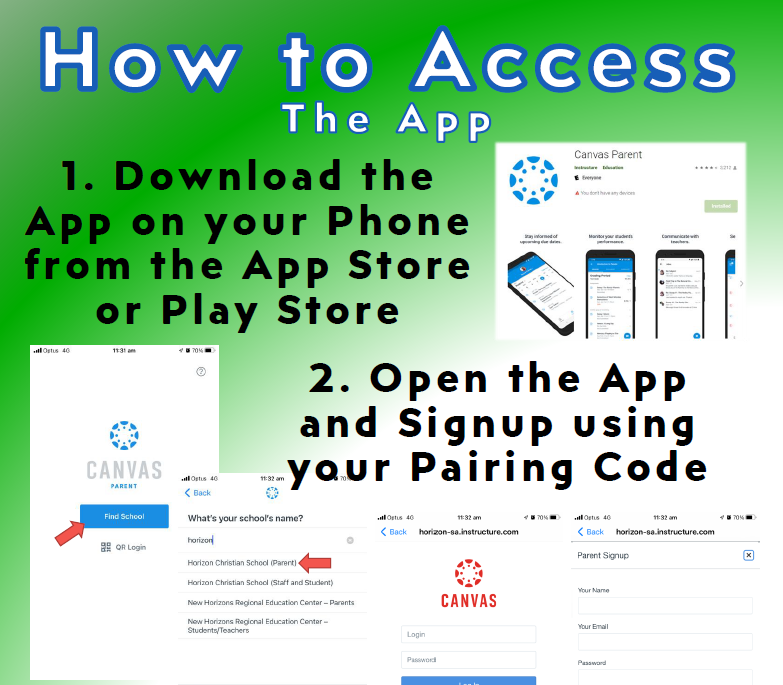 How to Access
The App
1. Download the
App on your Phone
from the App Store
or Play Store
Canvas Parent
Instructure Education
2,212
Everyone
You don't have any devices
Installed
Stay informed of
upcoming due dates.
Monitor your student's
performance.
Communicate with
teachers.
Se
2. Open the App
and Signup using
your Pairing Code
Optus 4G 11:31 am 70%
CANVAS
PARENT
Find School
QR Login
Optus 4G 11:32 am 70%
Back
What's your school's name?
horizon
Horizon Christian School (Parent)
Horizon Christian School (Staff and Student)
New Horizons Regional Education Center – Parents
New Horizons Regional Education Center –
Students/Teachers
Optus 4G 11:32 am 70%
Back horizon-sa.instructure.com
CANVAS
Login
Password
Log In
Optus 4G 11:32 am 70%
Back horizon-sa.instructure.com
Parent Signup
Your Name
Your Email
Password